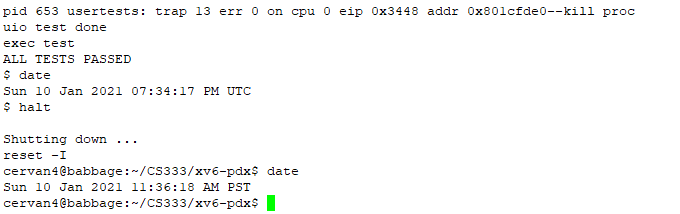 pid 653 usertests: trap 13 err 0 on cpu 0 eip 0x3448 addr 0x801cfde0--kill proc
uio test done
exec test
ALL TESTS PASSED
$ date
Sun 10 Jan 2021 07:34:17 PM UTC
$ halt
Shutting down ...
reset -I
cervan4@babbage:~/CS333/xv6-pdx$ date
Sun 10 Jan 2021 11:36:18 AM PST
cervan4@babbage:~/CS333/xv6-pdx$